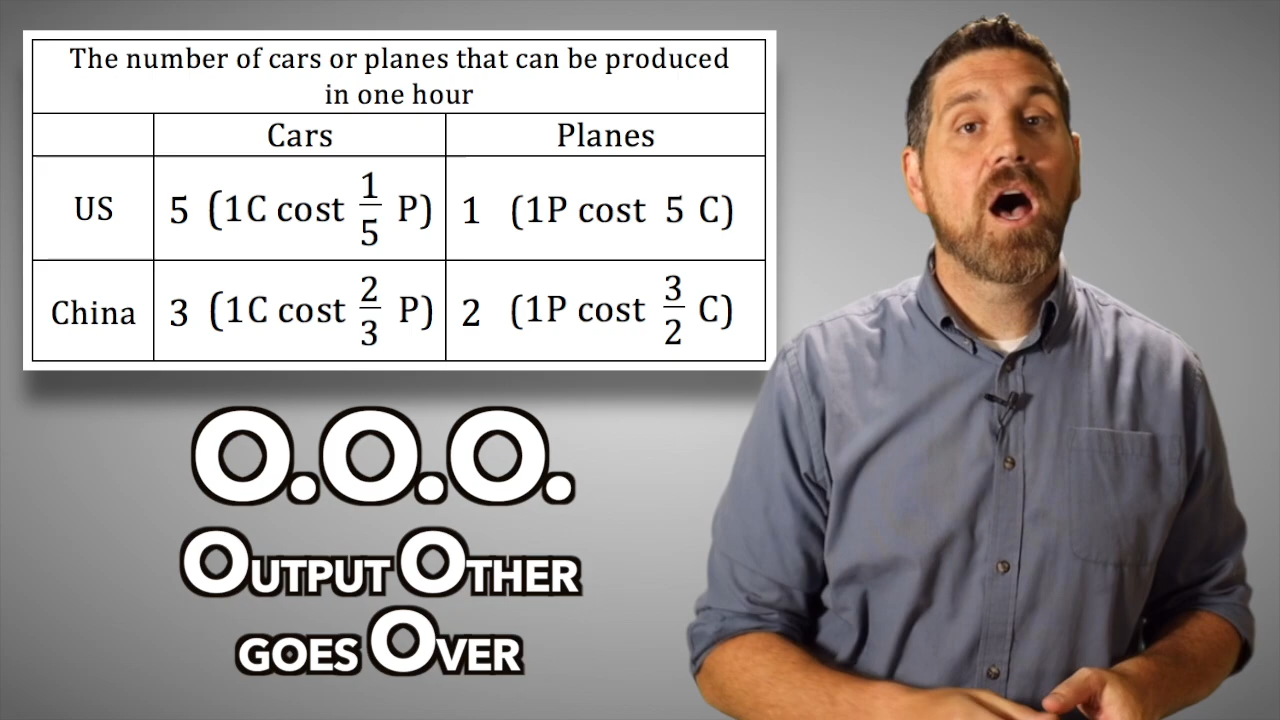 The number of cars or planes that can be produced
in one hour
Cars Planes
US 5 (1C cost 1/5 P) 1 (1P cost 5 C)
China 3 (1C cost 2/3 P) 2 (1P cost 3/2 C)
O.O.O.
OUTPUT OTHER
GOES OVER